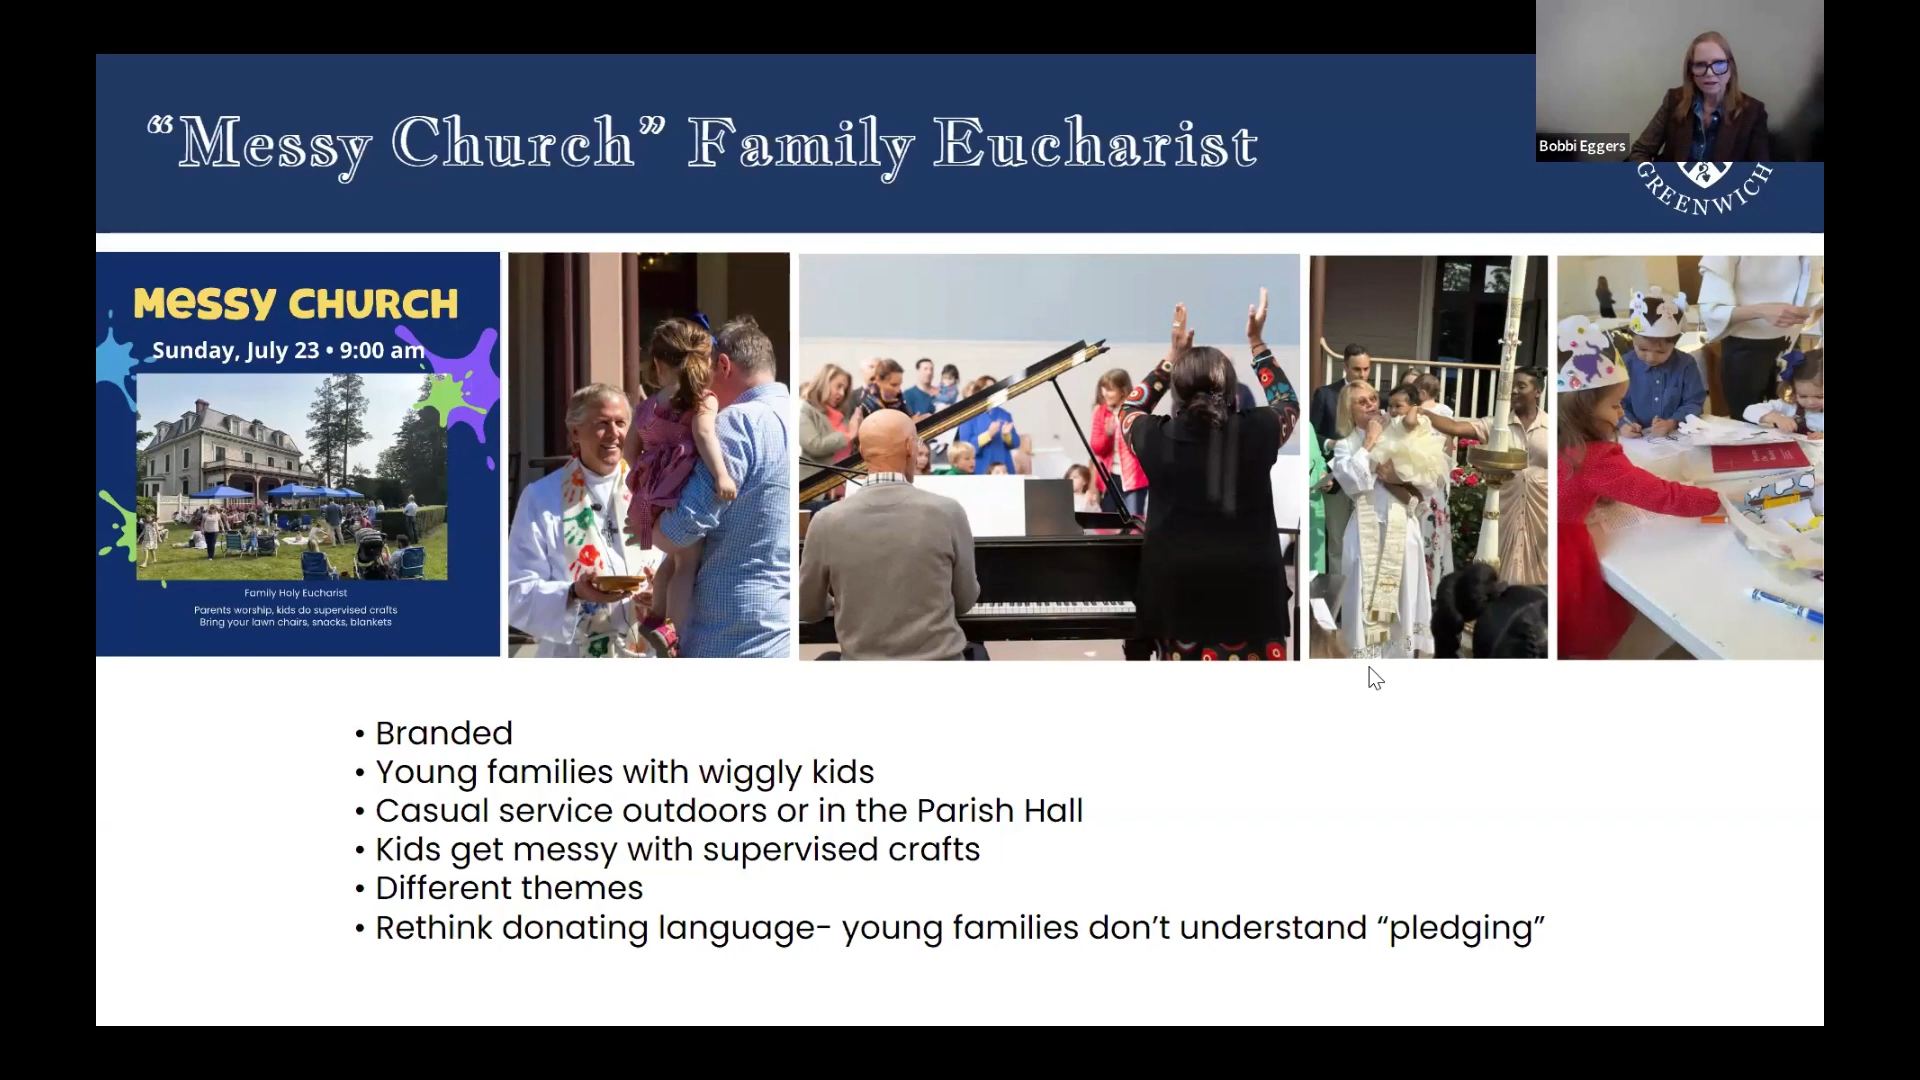 “Messy Church” Family Eucharist
Bobbi Eggers
GREENWICH
Messy CHURCH
Sunday, July 23 • 9:00 am
Family Holy Eucharist
Parents worship, kids do supervised crafts
Bring your lawn chairs, snacks, blankets
• Branded
• Young families with wiggly kids
• Casual service outdoors or in the Parish Hall
• Kids get messy with supervised crafts
• Different themes
• Rethink donating language- young families don’t understand “pledging”